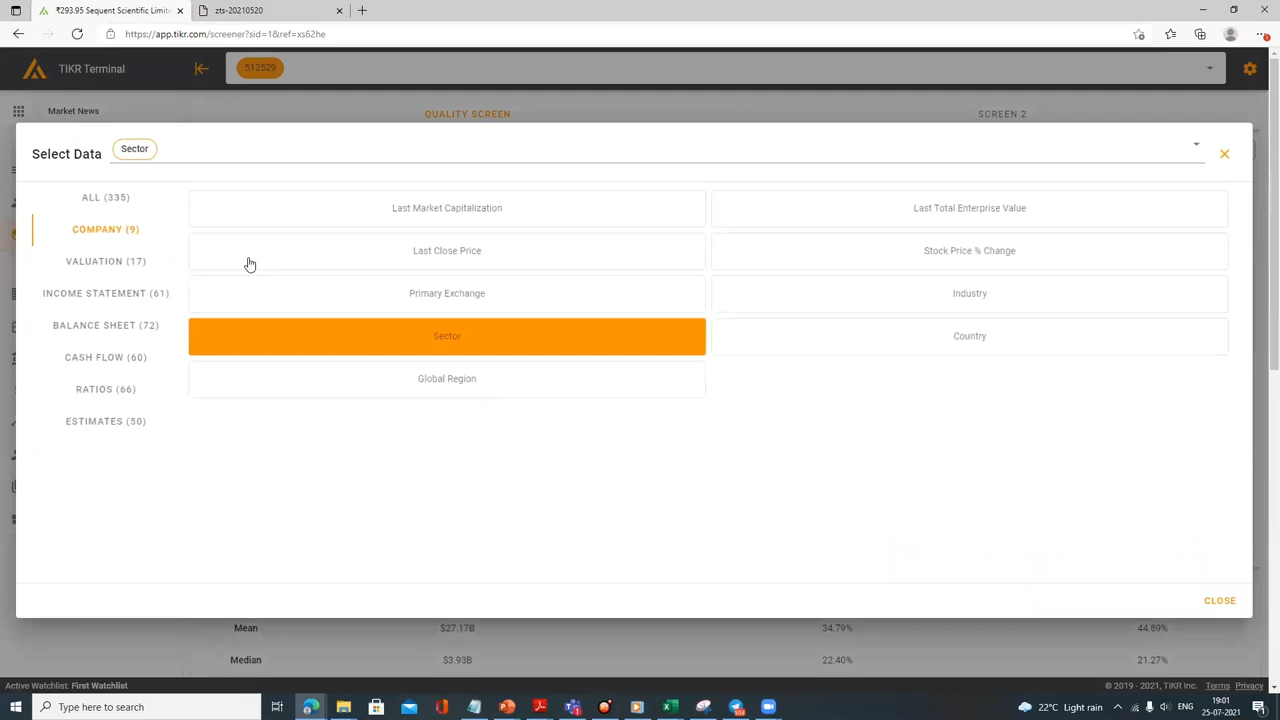 ₹293.95 Sequent Scientific Limite
zts-20210520
https://app.tikr.com/screener?sid=1&ref=xs62he
TIKR Terminal
512529
Market News
QUALITY SCREEN
SCREEN 2
Select Data
Sector
ALL (335)
COMPANY (9)
VALUATION (17)
INCOME STATEMENT (61)
BALANCE SHEET (72)
CASH FLOW (60)
RATIOS (66)
ESTIMATES (50)
Last Market Capitalization
Last Total Enterprise Value
Last Close Price
Stock Price % Change
Primary Exchange
Industry
Sector
Country
Global Region
CLOSE
Mean
$27.17B
34.79%
44.89%
Median
$3.93B
22.40%
21.27%
Active Watchlist: First Watchlist
© 2019 - 2021, TIKR Inc. Terms Privacy
Type here to search
22°C Light rain
19:01
25-07-2021